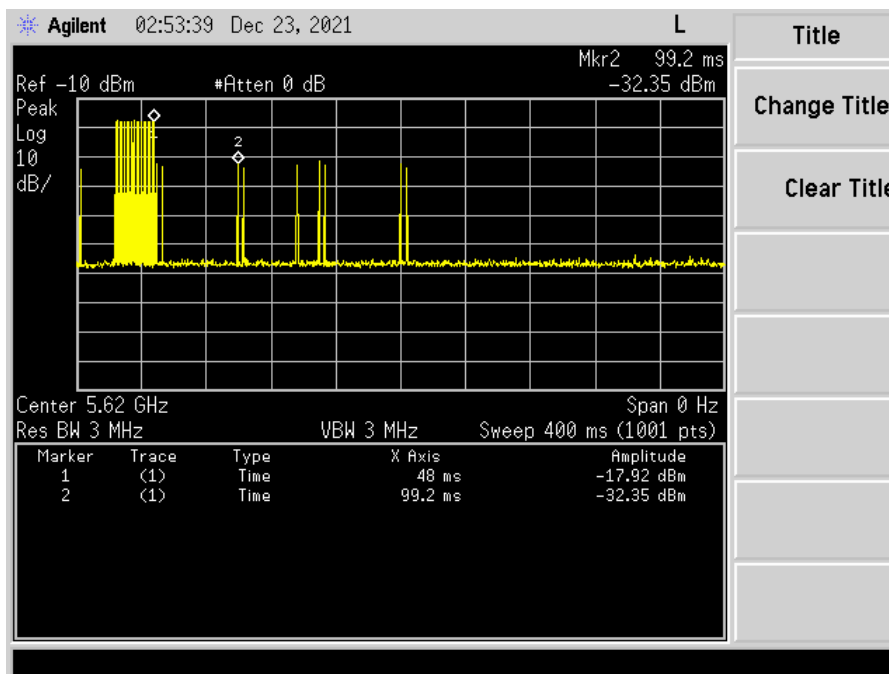 Agilent 02:53:39 Dec 23, 2021 L
Mkr2 99.2 ms
Ref -10 dBm #Atten 0 dB -32.35 dBm
Peak
Log
10
dB/
1
2
Center 5.62 GHz Span 0 Hz
Res BW 3 MHz VBW 3 MHz Sweep 400 ms (1001 pts)
Marker Trace Type X Axis Amplitude
1 (1) Time 48 ms -17.92 dBm
2 (1) Time 99.2 ms -32.35 dBm
Title
Change Title
Clear Title